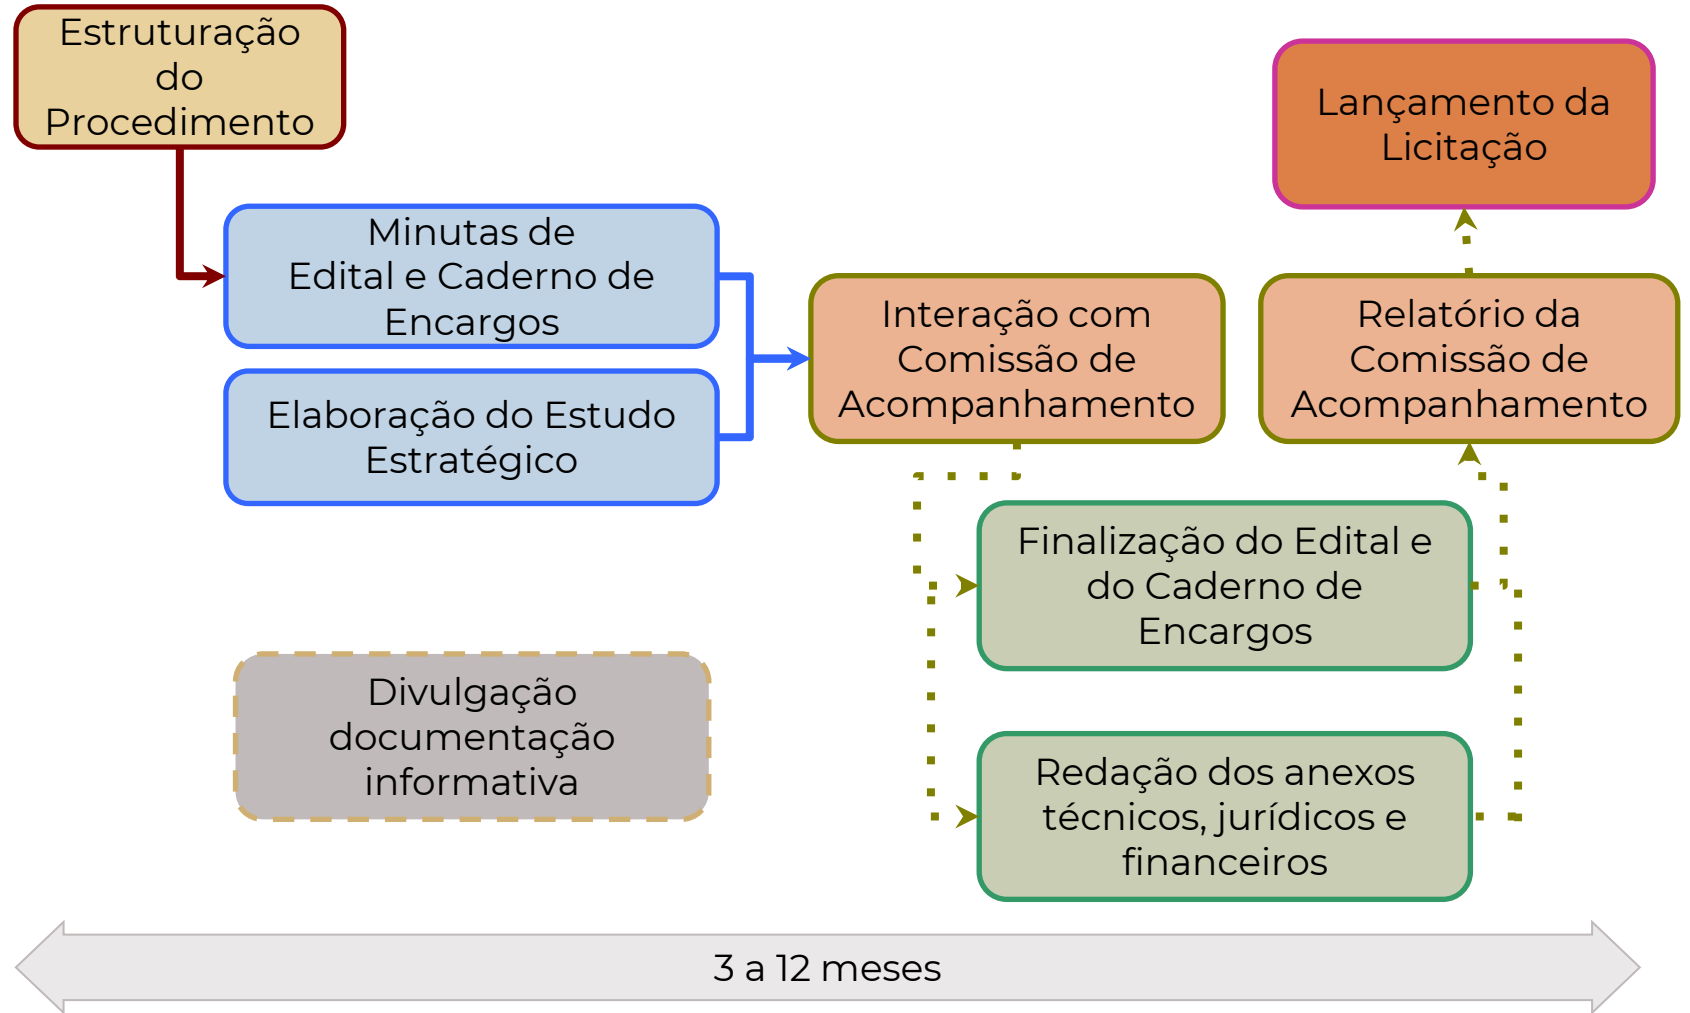 Estruturação
do
Procedimento
Minutas de
Edital e Caderno de
Encargos
Elaboração do Estudo
Estratégico
Divulgação
documentação
informativa
Interação com
Comissão de
Acompanhamento
Finalização do Edital e
do Caderno de
Encargos
Redação dos anexos
técnicos, jurídicos e
financeiros
Relatório da
Comissão de
Acompanhamento
Lançamento da
Licitação
3 a 12 meses